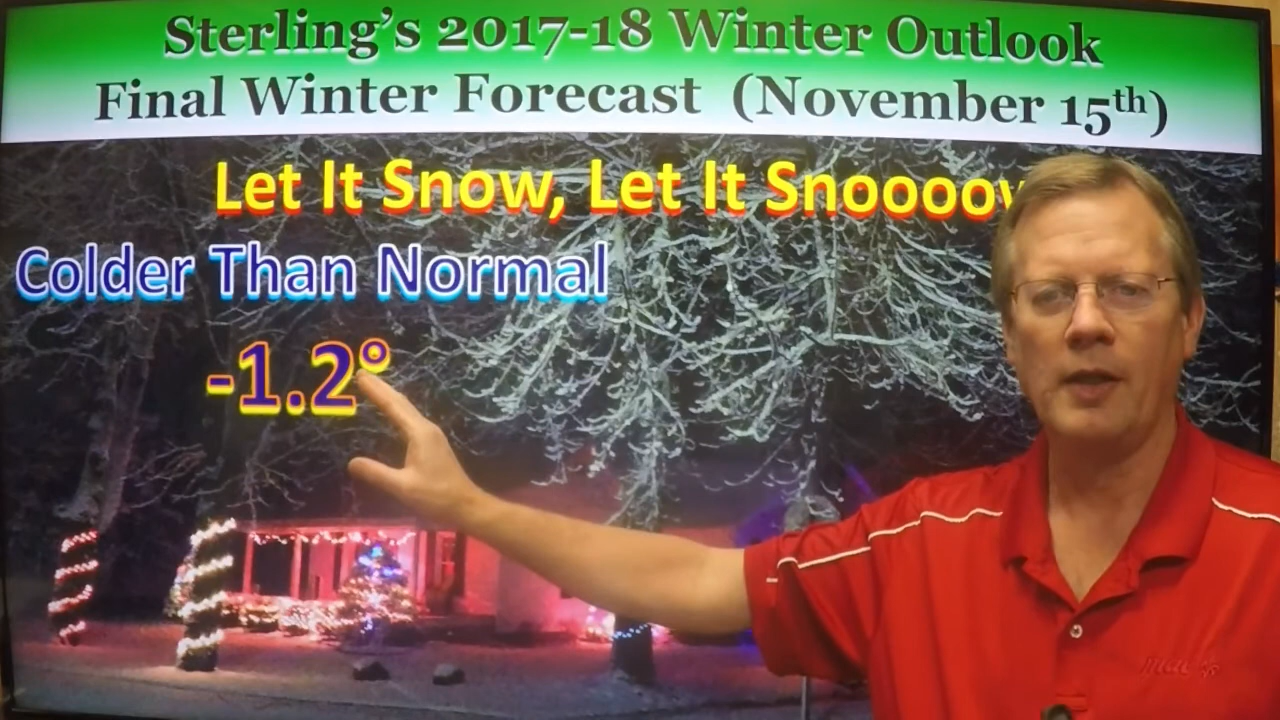 Sterling's 2017-18 Winter Outlook
Final Winter Forecast (November 15th)
Let It Snow, Let It Snoooov
Colder Than Normal
-1.2°